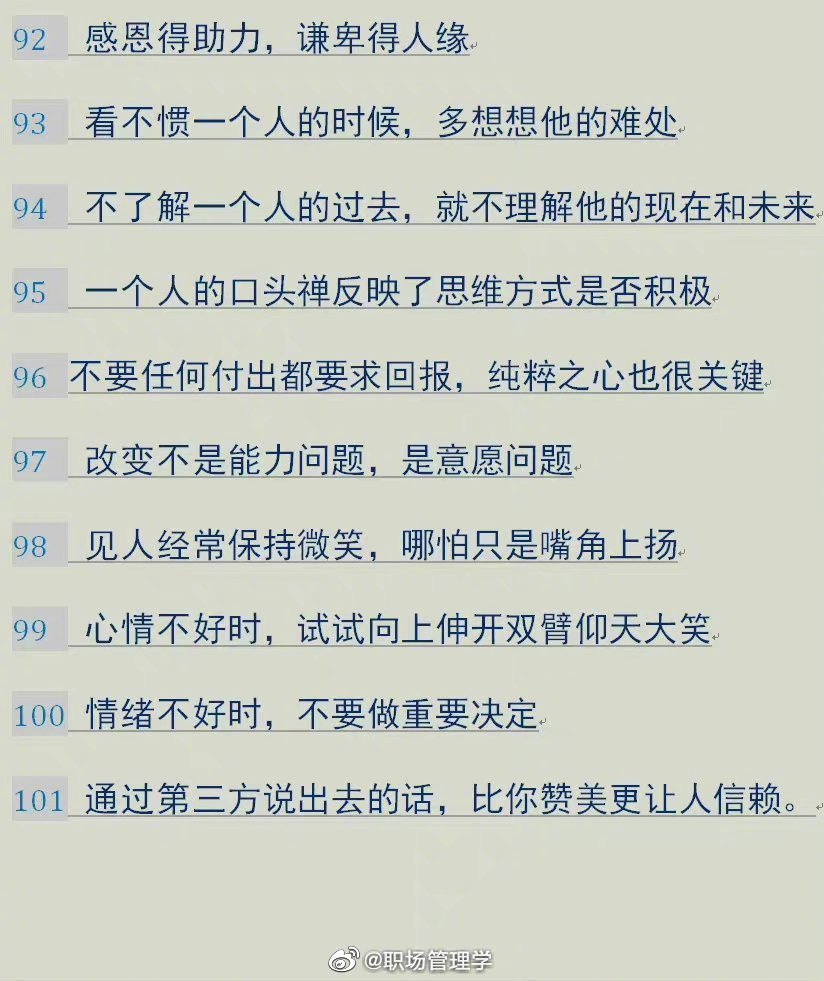 92 感恩得助力，谦卑得人缘
93 看不惯一个人的时候，多想想他的难处
94 不了解一个人的过去，就不理解他的现在和未来
95 一个人的口头禅反映了思维方式是否积极
96 不要任何付出都要求回报，纯粹之心也很关键
97 改变不是能力问题，是意愿问题
98 见人经常保持微笑，哪怕只是嘴角上扬
99 心情不好时，试试向上伸开双臂仰天大笑
100 情绪不好时，不要做重要决定
101 通过第三方说出去的话，比你赞美更让人信赖。
@职场管理学